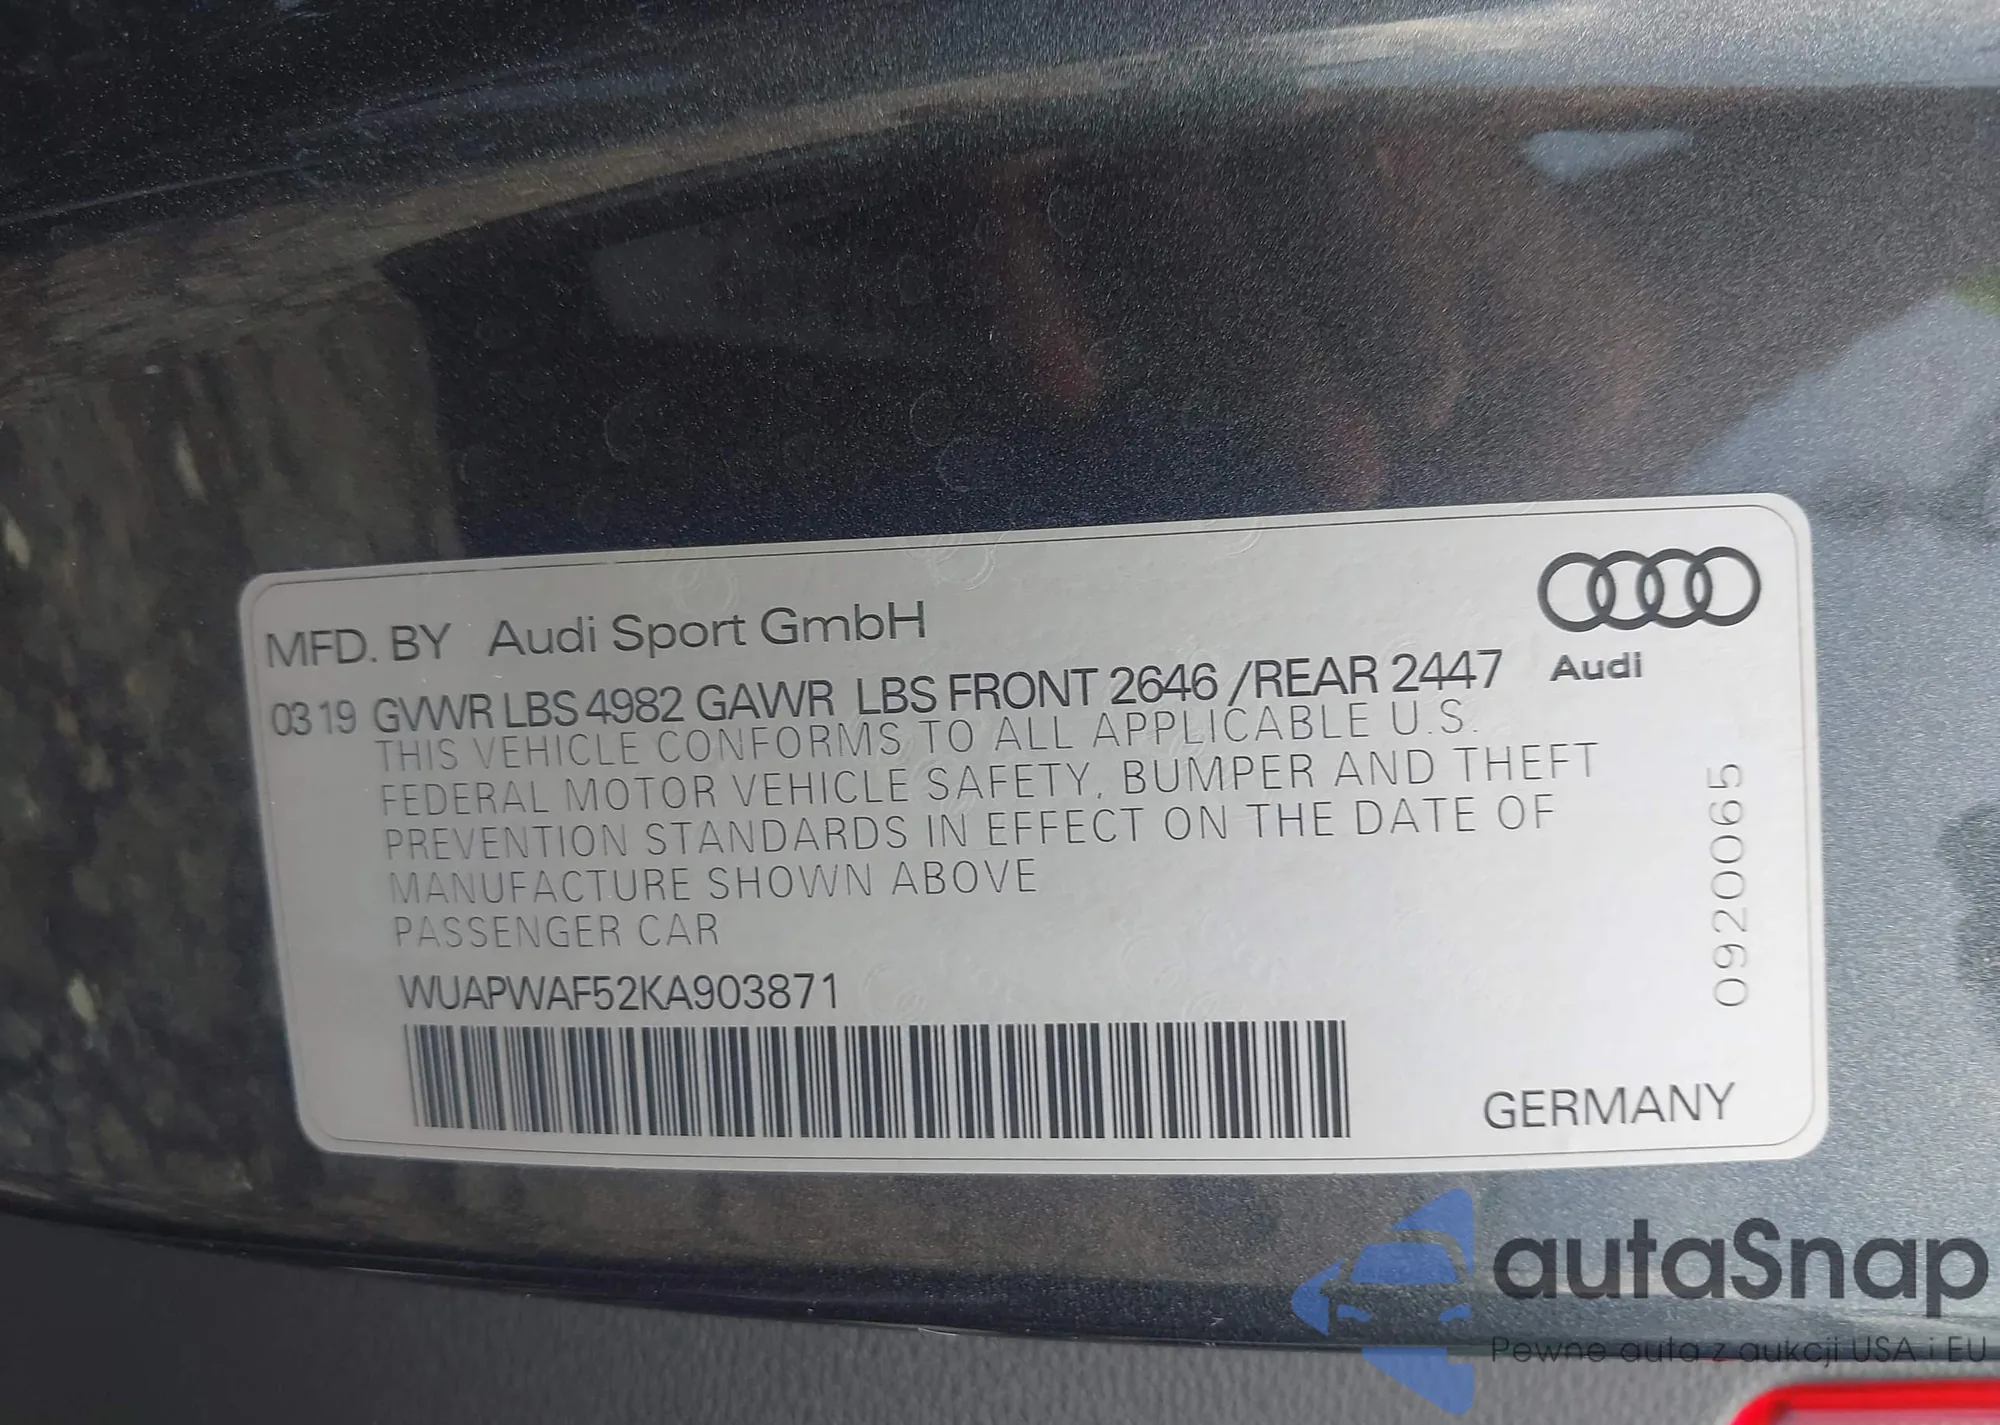 MFD. BY Audi Sport GmbH
0319 GVWR LBS 4982 GAWR LBS FRONT 2646 /REAR 2447
Audi
THIS VEHICLE CONFORMS TO ALL APPLICABLE U.S.
FEDERAL MOTOR VEHICLE SAFETY, BUMPER AND THEFT
PREVENTION STANDARDS IN EFFECT ON THE DATE OF
MANUFACTURE SHOWN ABOVE
PASSENGER CAR
WUAPWAF52KA903871
0920065
GERMANY
autaSnap
Pewne auta z aukcji USA i EU